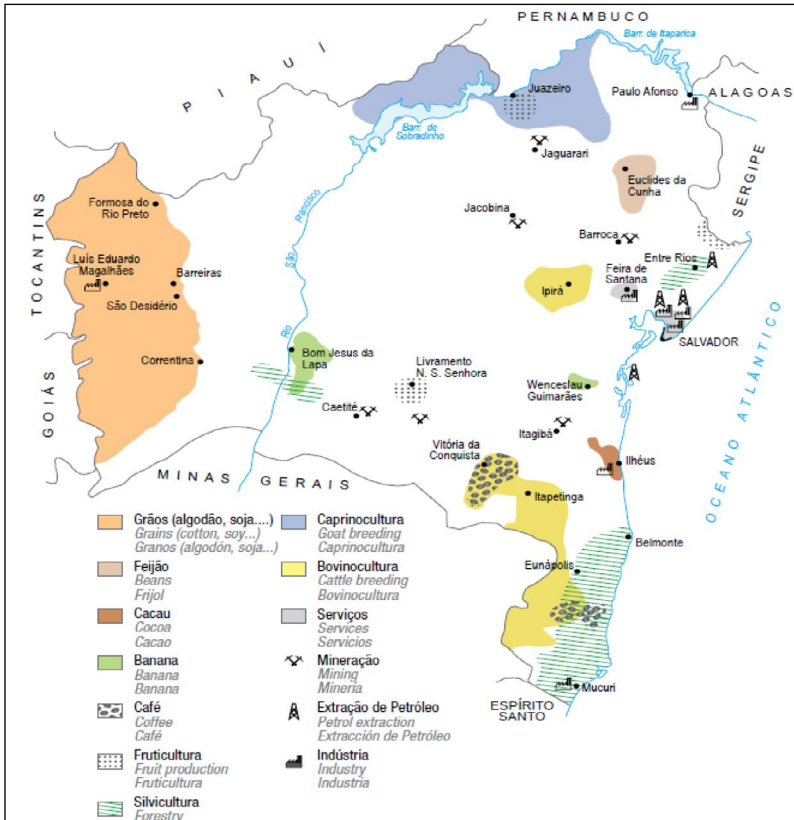 PERNAMBUCO
Barr. de Itaparica
PIAUÍ
Juazeiro
Paulo Afonso
ALAGOAS
Barr. de
Sobradinho
Jaguarari
Euclides da
Cunha
SERGIPE
Francisco
São
Rio
Formosa do
Rio Preto
Jacobina
Barroca
TOCANTINS
Luís Eduardo
Magalhães
Barreiras
São Desidério
Entre Rios
Feira de
Santana
Ipirá
SALVADOR
Correntina
Bom Jesus da
Lapa
Livramento
N. S. Senhora
Wenceslau
Guimarães
OCEANO ATLÂNTICO
GOIÁS
Caetité
Itagibá
Vitória da
Conquista
Ilhéus
MINAS GERAIS
Itapetinga
Belmonte
Eunápolis
Mucuri
ESPÍRITO
SANTO
Grãos (algodão, soja....)
Grains (cotton, soy...)
Granos (algodón, soja...)
Feijão
Beans
Frijol
Cacau
Cocoa
Cacao
Banana
Banana
Banana
Café
Coffee
Café
Fruticultura
Fruit production
Fruticultura
Silvicultura
Forestry
Caprinocultura
Goat breeding
Caprinocultura
Bovinocultura
Cattle breeding
Bovinocultura
Serviços
Services
Servicios
Mineração
Mining
Minería
Extração de Petróleo
Petrol extraction
Extracción de Petróleo
Indústria
Industry
Industria